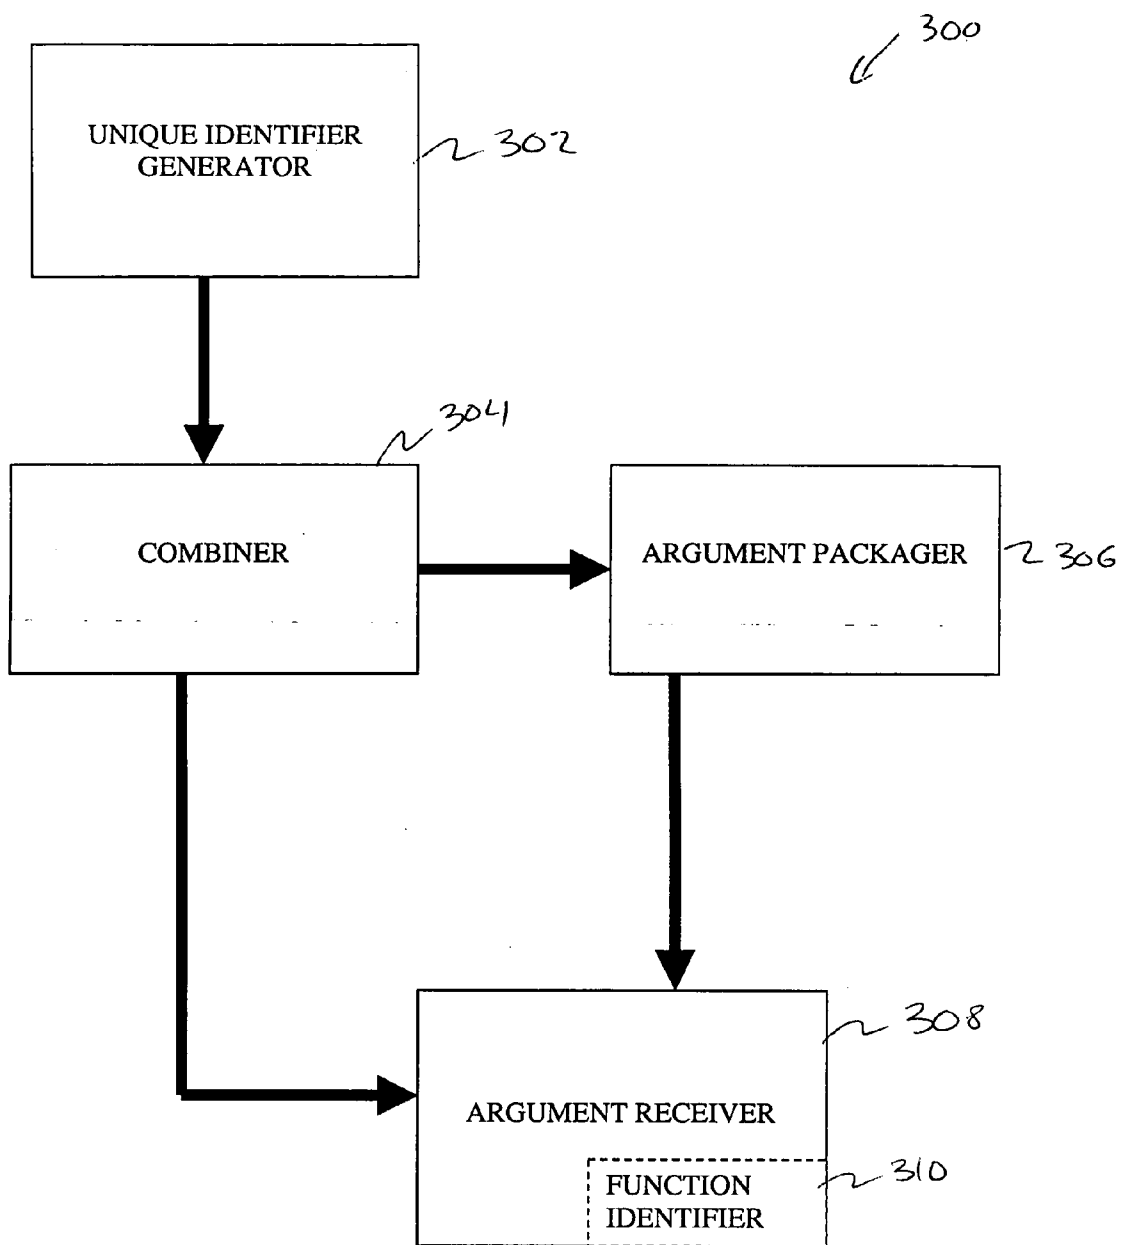 300
UNIQUE IDENTIFIER
GENERATOR
302
304
COMBINER
ARGUMENT PACKAGER
306
308
ARGUMENT RECEIVER
310
FUNCTION
IDENTIFIER